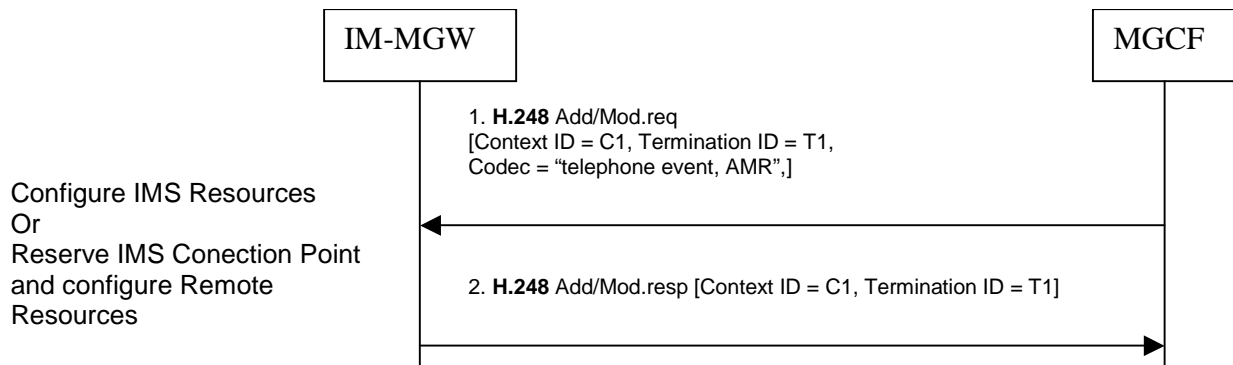 IM-MGW
MGCF
1. H.248 Add/Mod.req
[Context ID = C1, Termination ID = T1,
Codec = “telephone event, AMR”,]
Configure IMS Resources
Or
Reserve IMS Conection Point
and configure Remote
Resources
2. H.248 Add/Mod.resp [Context ID = C1, Termination ID = T1]